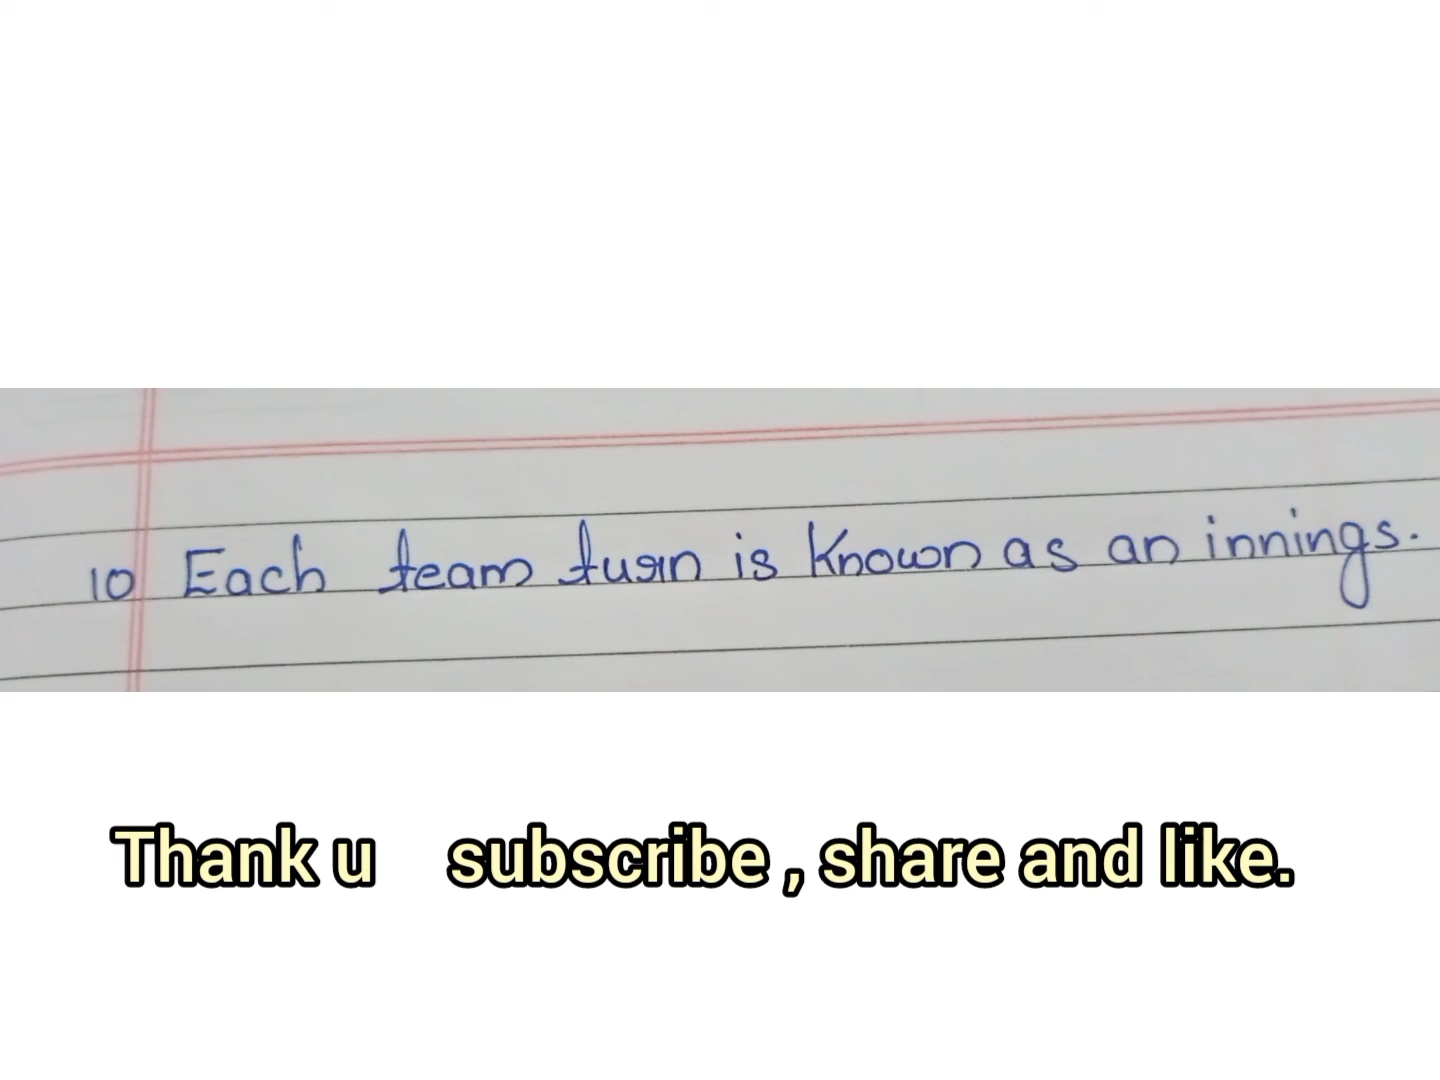 10 Each team turn is Known as an innings.
Thank u subscribe, share and like.